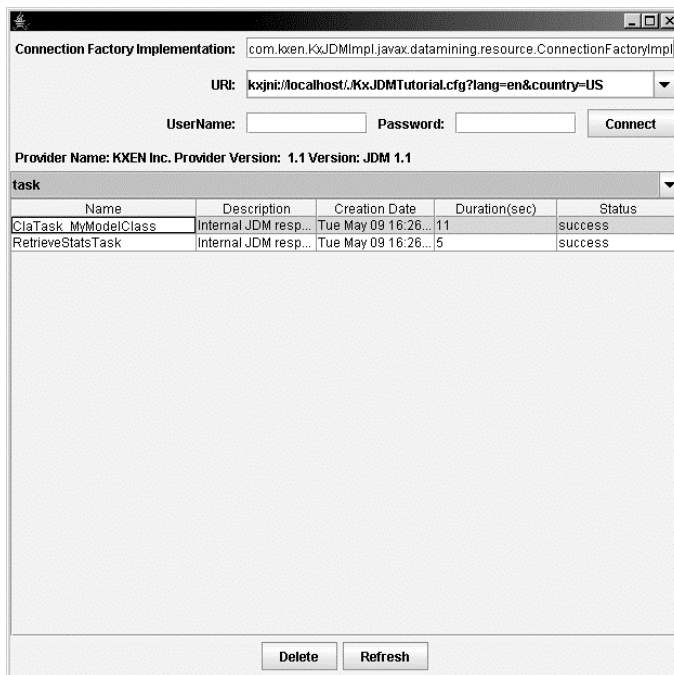 Connection Factory Implementation: com.kxen.KxJDMImpl.javax.datamining.resource.ConnectionFactoryImpl
URI: kxjni://localhost/./KxJDMTutorial.cfg?lang=en&country=US
UserName: Password: Connect
Provider Name: KXEN Inc. Provider Version: 1.1 Version: JDM 1.1
task
Name Description Creation Date Duration(sec) Status
ClaTask_MyModelClass Internal JDM resp... Tue May 09 16:26... 11 success
RetrieveStatsTask Internal JDM resp... Tue May 09 16:26... 5 success
Delete Refresh